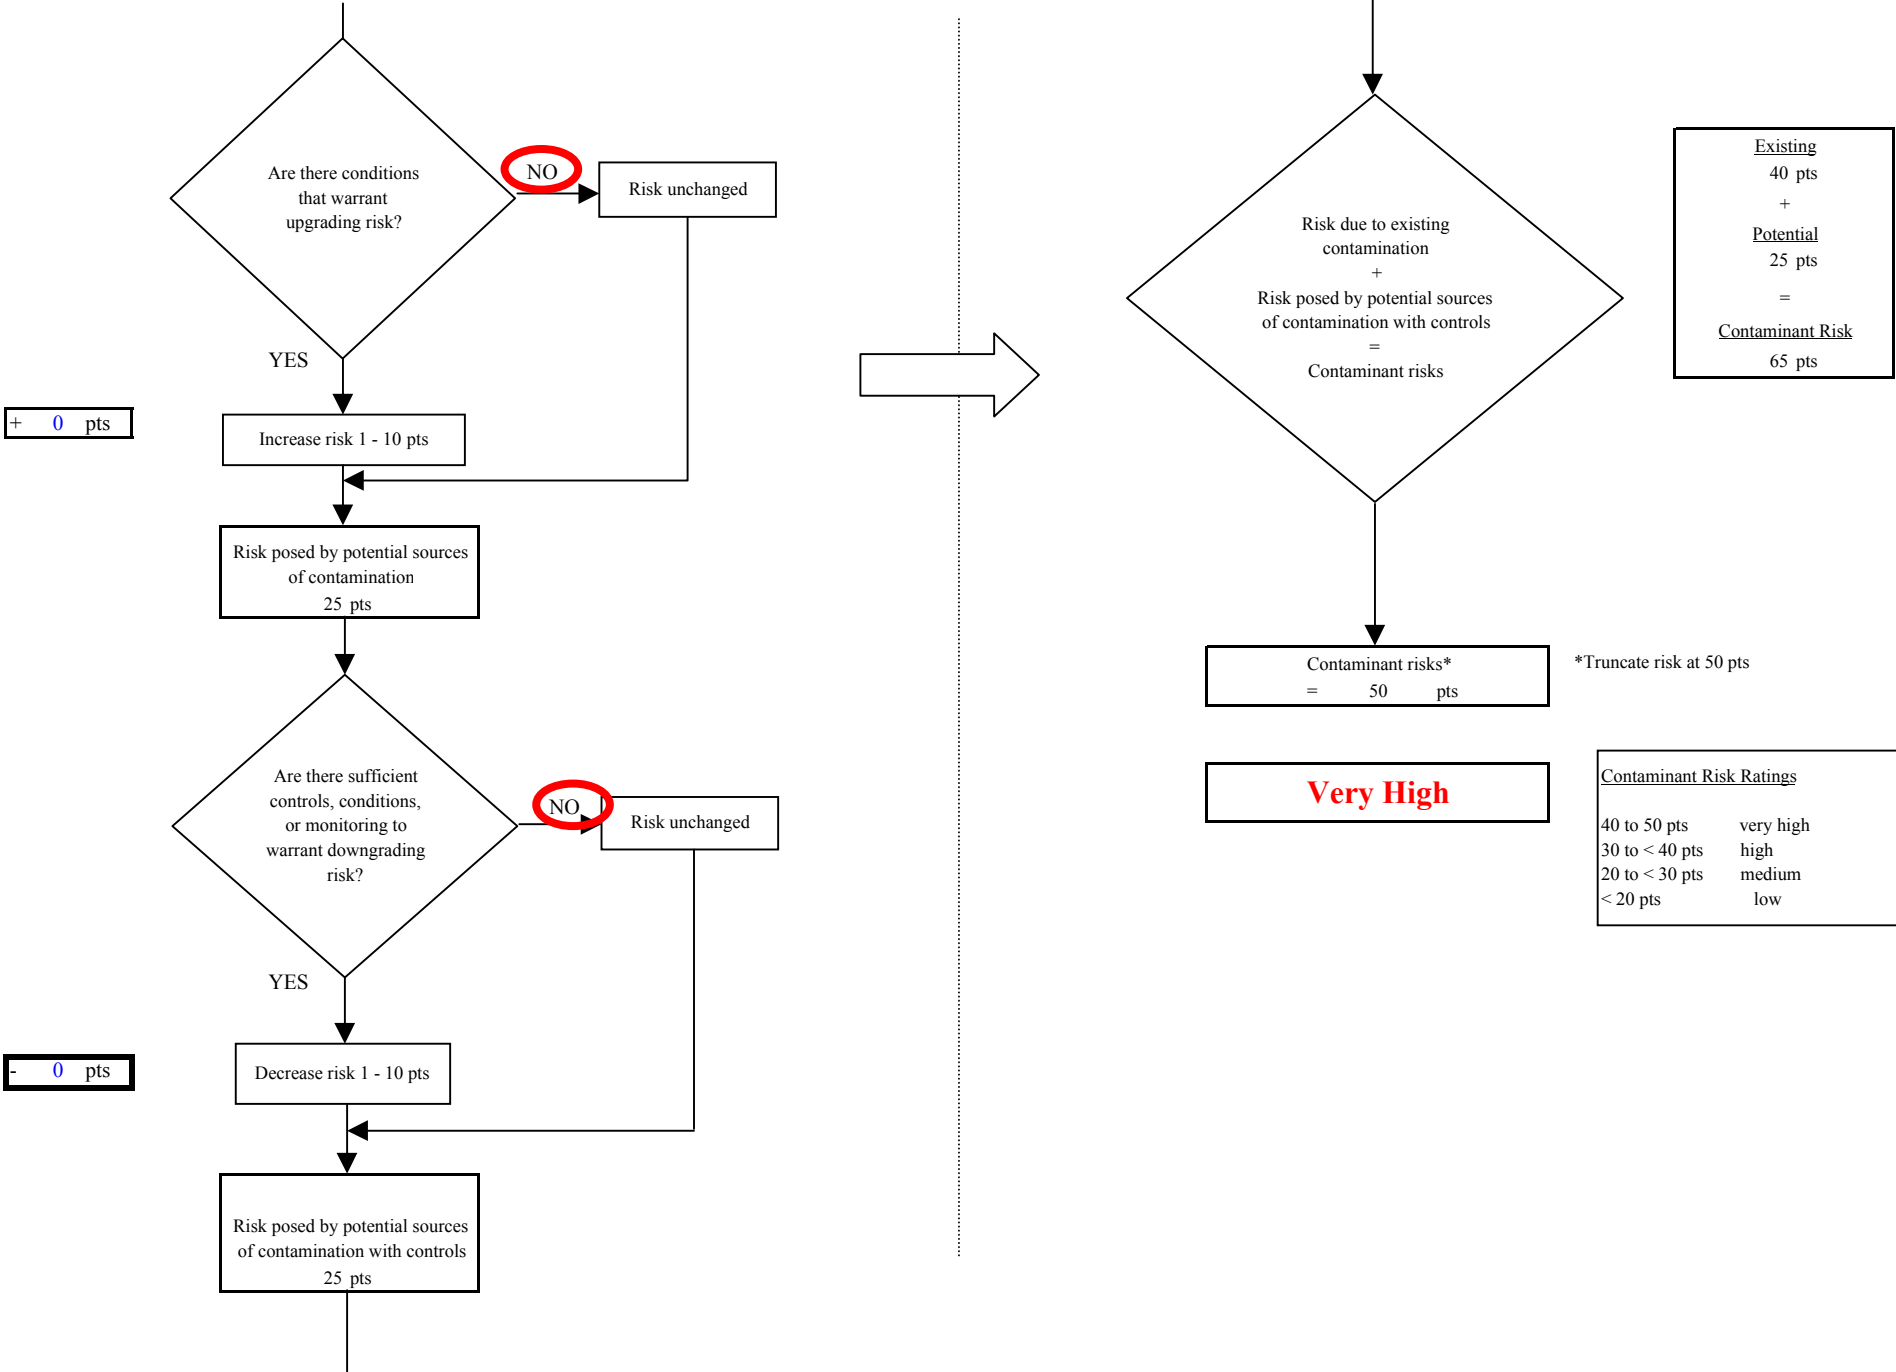 Are there conditions
that warrant
upgrading risk?
NO
Risk unchanged
YES
+ 0 pts
Increase risk 1 - 10 pts
Risk posed by potential sources
of contamination
25 pts
Are there sufficient
controls, conditions,
or monitoring to
warrant downgrading
risk?
NO
Risk unchanged
YES
- 0 pts
Decrease risk 1 - 10 pts
Risk posed by potential sources
of contamination with controls
25 pts
Risk due to existing
contamination
+
Risk posed by potential sources
of contamination with controls
=
Contaminant risks
Existing
40 pts
+
Potential
25 pts
=
Contaminant Risk
65 pts
Contaminant risks*
= 50 pts
*Truncate risk at 50 pts
Very High
Contaminant Risk Ratings
40 to 50 pts very high
30 to < 40 pts high
20 to < 30 pts medium
< 20 pts low